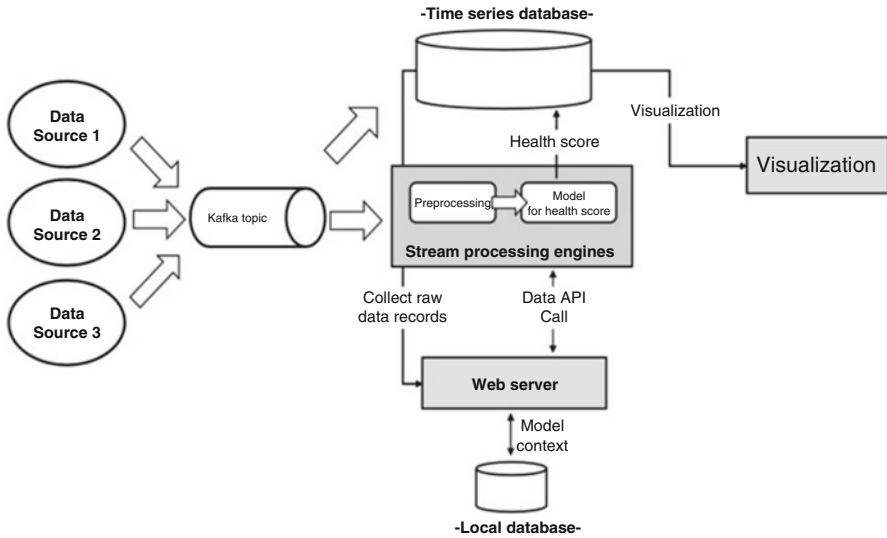 -Time series database-
Data
Source 1
Data
Source 2
Data
Source 3
Kafka topic
Health score
Visualization
Visualization
Preprocessing
Model
for health score
Stream processing engines
Collect raw
data records
Data API
Call
Web server
Model
context
-Local database-